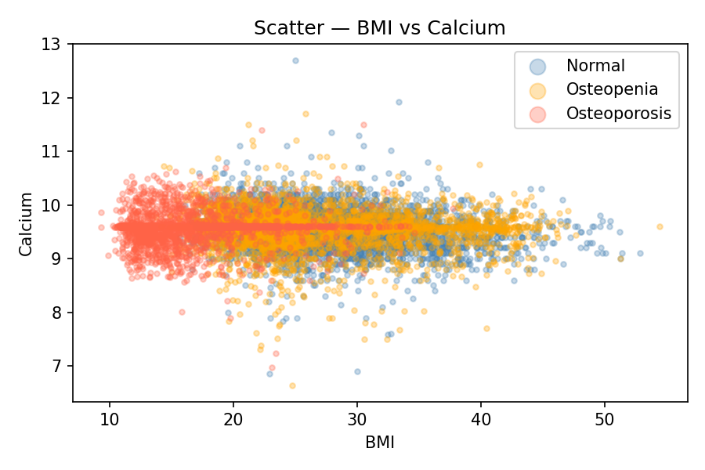 Scatter — BMI vs Calcium
Normal
Osteopenia
Osteoporosis
Calcium
13
12
11
10
9
8
7
10 20 30 40 50
BMI